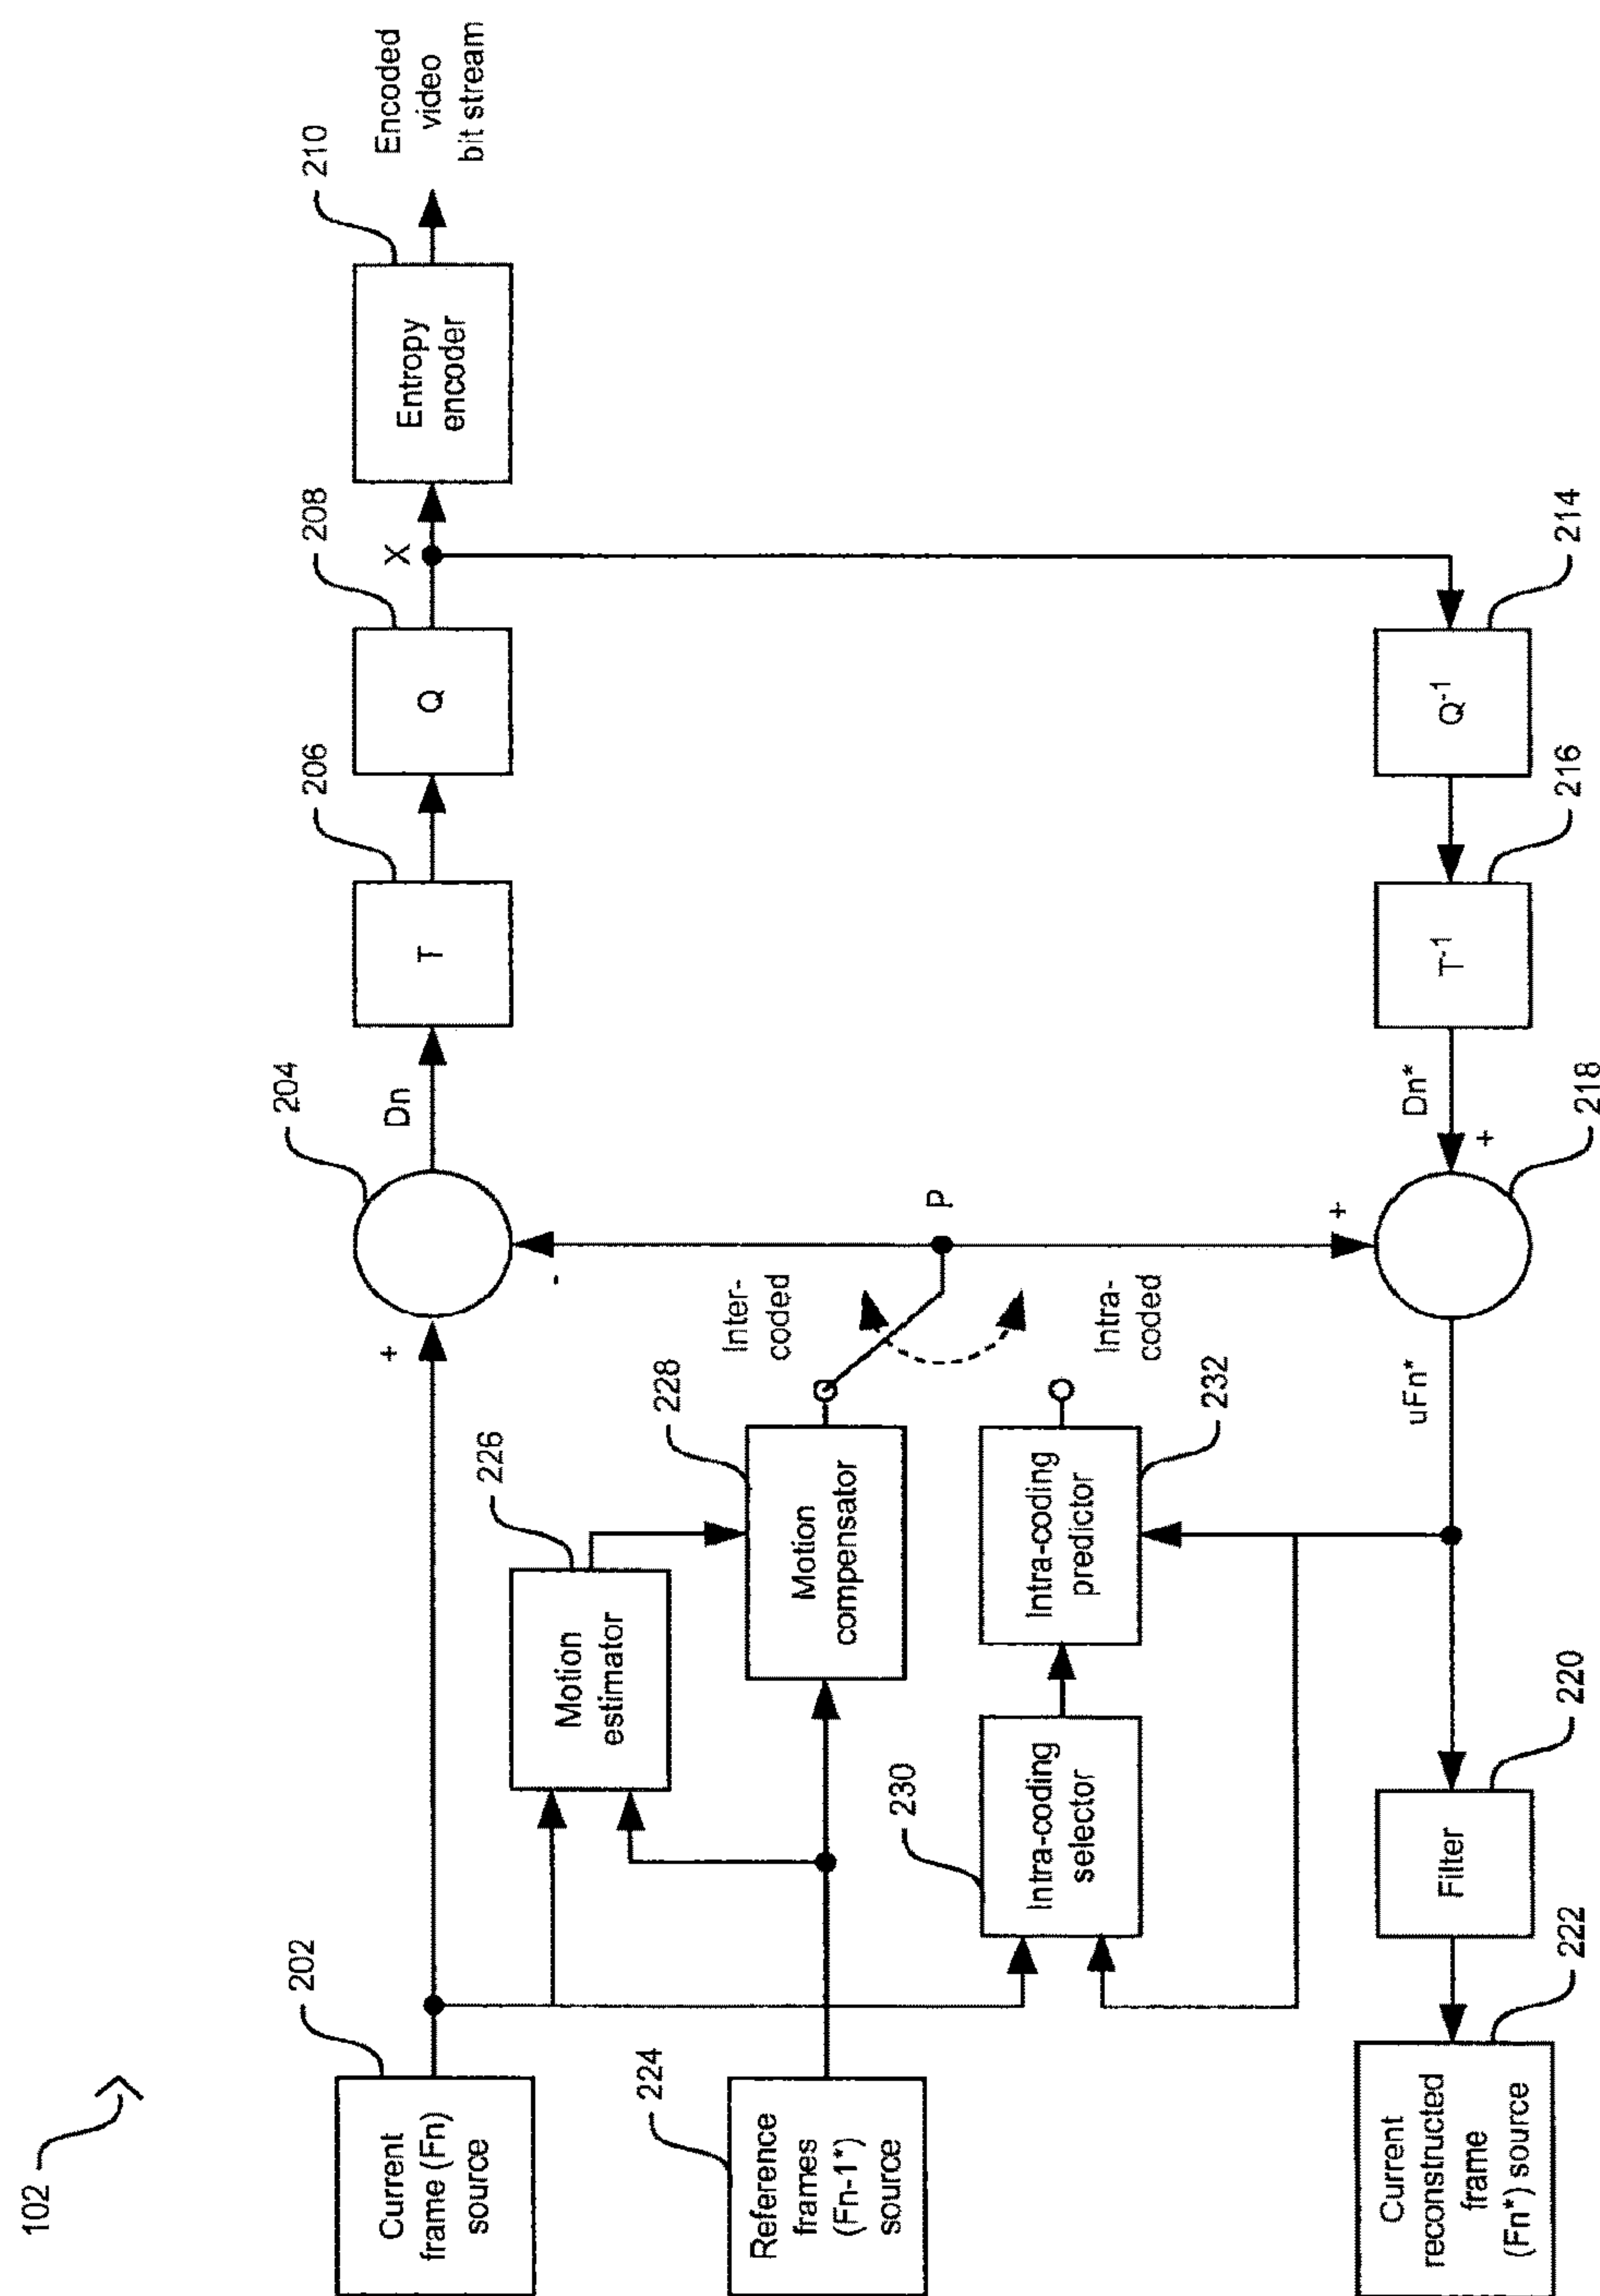 102
202
Current
frame (Fn)
source
+
204
-
Dn
206
T
208
Q
X
210
Entropy
encoder
Encoded
video
bit stream
224
Reference
frames
(Fn-1*)
source
226
Motion
estimator
228
Motion
compensator
Inter-
coded
P
230
Intra-coding
selector
232
Intra-coding
predictor
Intra-
coded
222
Current
reconstructed
frame
(Fn*) source
220
Filter
uFn*
+
218
+
Dn*
216
T-1
214
Q-1